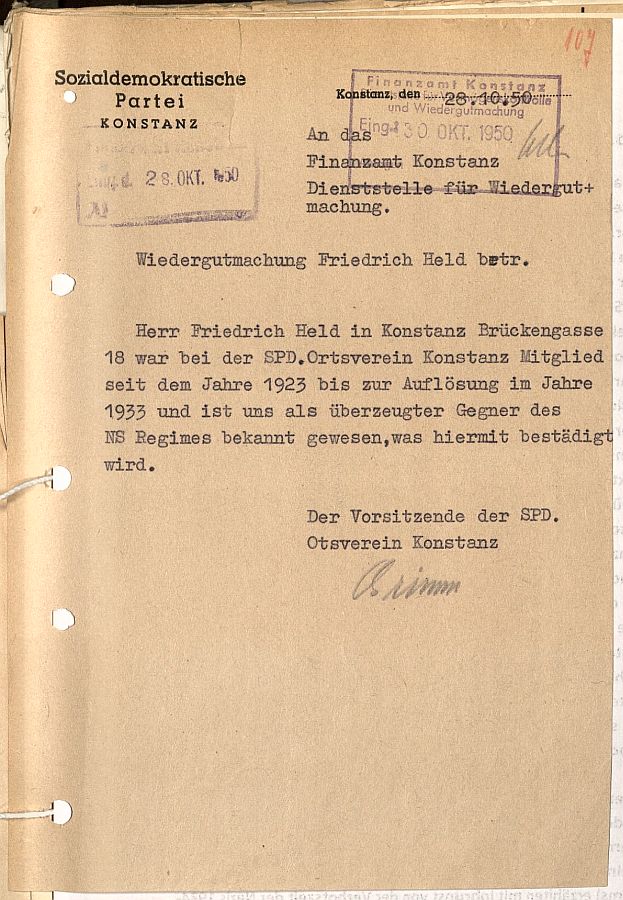 107
Sozialdemokratische
Partei
KONSTANZ
28. OKT. 1950
Konstanz, den 28.10.50
Finanzamt Konstanz
und Wiedergutmachung
Eing. 30 OKT. 1950
An das
Finanzamt Konstanz
Dienststelle für Wiedergut+
machung.
Wiedergutmachung Friedrich Held betr.
Herr Friedrich Held in Konstanz Brückengasse
18 war bei der SPD.Ortsverein Konstanz Mitglied
seit dem Jahre 1923 bis zur Auflösung im Jahre
1933 und ist uns als überzeugter Gegner des
NS Regimes bekannt gewesen,was hiermit bestädigt
wird.
Der Vorsitzende der SPD.
Otsverein Konstanz